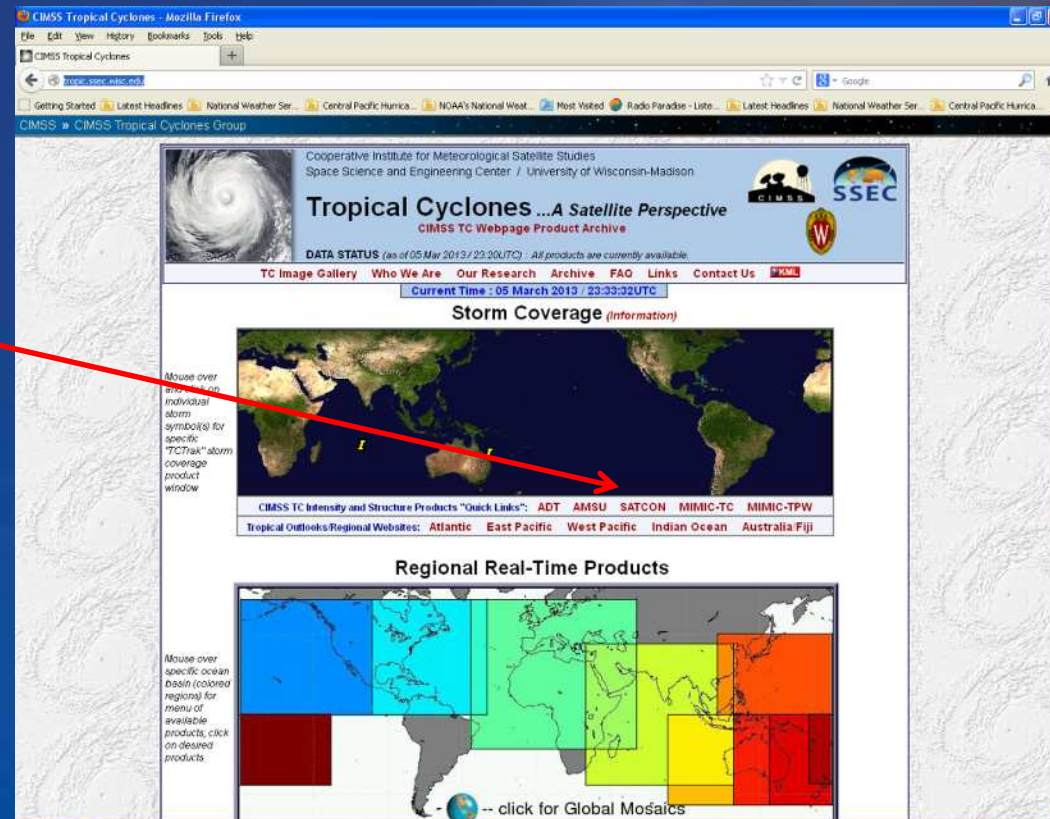 CIMSS Tropical Cyclones - Mozilla Firefox
File Edit View History Bookmarks Tools Help
CIMSS Tropical Cyclones +
tropic.ssec.wisc.edu
Google
Getting Started Latest Headlines National Weather Ser... Central Pacific Hurrica... NOAA's National Weat... Most Visited Radio Paradise - Liste... Latest Headlines National Weather Ser... Central Pacific Hurrica...
CIMSS » CIMSS Tropical Cyclones Group
Cooperative Institute for Meteorological Satellite Studies
Space Science and Engineering Center / University of Wisconsin-Madison
Tropical Cyclones ...A Satellite Perspective
CIMSS TC Webpage Product Archive
CIMSS
SSEC
W
DATA STATUS (as of 05 Mar 2013 / 23:20UTC) : All products are currently available.
TC Image Gallery Who We Are Our Research Archive FAQ Links Contact Us KML
Current Time : 05 March 2013 / 23:33:32UTC
Storm Coverage (Information)
Mouse over
and click on
individual
storm
symbol(s) for
specific
"TCTrak" storm
coverage
product
window
I
I
CIMSS TC Intensity and Structure Products "Quick Links": ADT AMSU SATCON MIMIC-TC MIMIC-TPW
Tropical Outlooks/Regional Websites: Atlantic East Pacific West Pacific Indian Ocean Australia/Fiji
Regional Real-Time Products
Mouse over
specific ocean
basin (colored
regions) for
menu of
available
products; click
on desired
products
- -- click for Global Mosaics